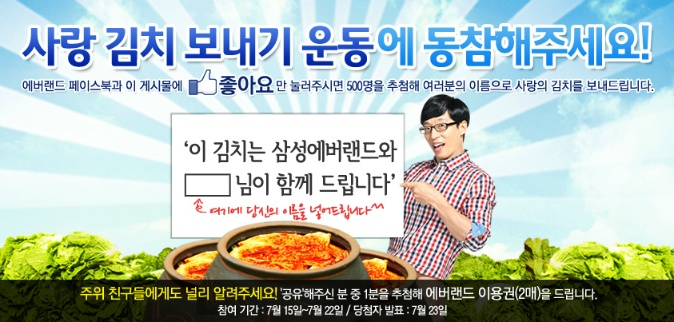 사랑 김치 보내기 운동에 동참해주세요!
에버랜드 페이스북과 이 게시물에 좋아요만 눌러주시면 500명을 추첨해 여러분의 이름으로 사랑의 김치를 보내드립니다.
'이 김치는 삼성에버랜드와
님이 함께 드립니다'
여기에 당신의 이름을 넣어드립니다~
주위 친구들에게도 널리 알려주세요! '공유'해주신 분 중 1분을 추첨해 에버랜드 이용권(2매)을 드립니다.
참여 기간 : 7월 15일~7월 22일 / 당첨자 발표 : 7월 23일